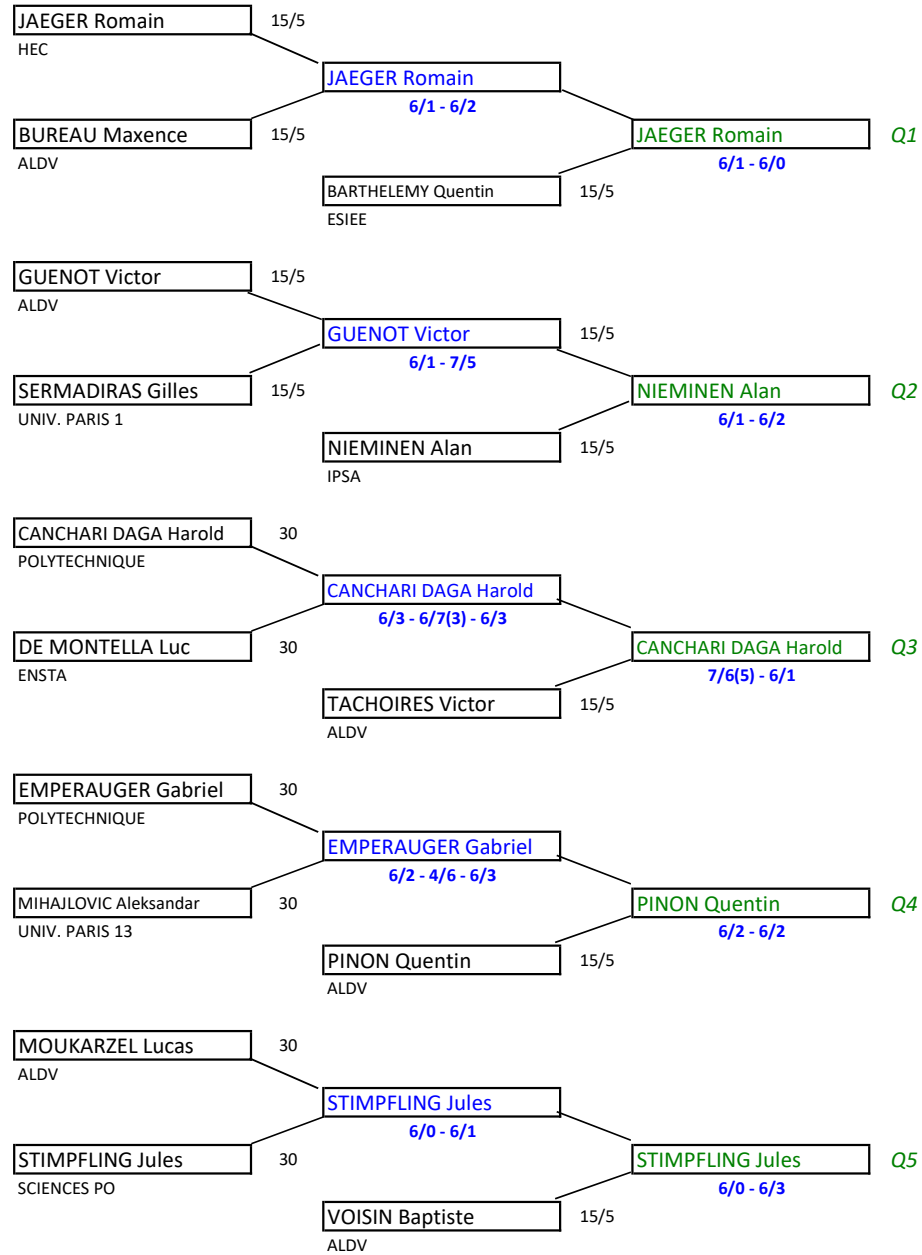 JAEGER Romain 15/5
HEC
JAEGER Romain
6/1 - 6/2
BUREAU Maxence 15/5 JAEGER Romain Q1
ALDV 6/1 - 6/0
BARTHELEMY Quentin 15/5
ESIEE
GUENOT Victor 15/5
ALDV
GUENOT Victor 15/5
6/1 - 7/5
SERMADIRAS Gilles 15/5 NIEMINEN Alan Q2
UNIV. PARIS 1 6/1 - 6/2
NIEMINEN Alan 15/5
IPSA
CANCHARI DAGA Harold 30
POLYTECHNIQUE
CANCHARI DAGA Harold
6/3 - 6/7(3) - 6/3
DE MONTELLA Luc 30 CANCHARI DAGA Harold Q3
ENSTA 7/6(5) - 6/1
TACHOIRES Victor 15/5
ALDV
EMPERAUGER Gabriel 30
POLYTECHNIQUE
EMPERAUGER Gabriel
6/2 - 4/6 - 6/3
MIHAJLOVIC Aleksandar 30 PINON Quentin Q4
UNIV. PARIS 13 6/2 - 6/2
PINON Quentin 15/5
ALDV
MOUKARZEL Lucas 30
ALDV
STIMPFLING Jules
6/0 - 6/1
STIMPFLING Jules 30 STIMPFLING Jules Q5
SCIENCES PO 6/0 - 6/3
VOISIN Baptiste 15/5
ALDV